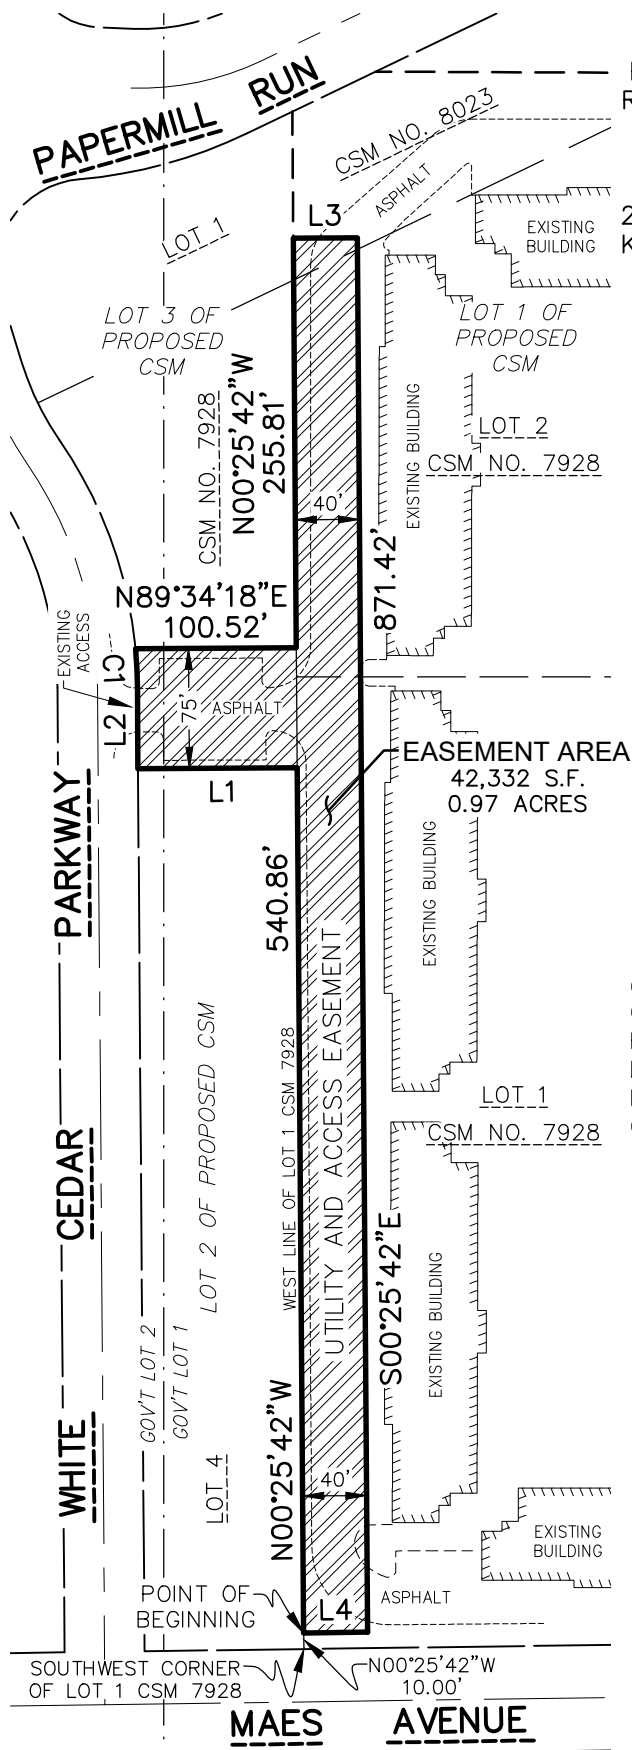 PAPERMILL RUN
CSM NO. 8023
ASPHALT
L3
LOT 1
EXISTING
BUILDING
2
K
LOT 3 OF
PROPOSED
CSM
LOT 1 OF
PROPOSED
CSM
CSM NO. 7928
N00°25'42"W
255.81'
EXISTING BUILDING
LOT 2
CSM NO. 7928
40'
871.42'
N89°34'18"E
100.52'
EXISTING
ACCESS
C1
L2
75'
ASPHALT
L1
EASEMENT AREA
42,332 S.F.
0.97 ACRES
WHITE CEDAR PARKWAY
540.86'
EXISTING BUILDING
UTILITY AND ACCESS EASEMENT
WEST LINE OF LOT 1 CSM 7928
LOT 2 OF PROPOSED CSM
LOT 1
CSM NO. 7928
S00°25'42"E
EXISTING BUILDING
GOV'T LOT 2
GOV'T LOT 1
N00°25'42"W
LOT 4
40'
EXISTING
BUILDING
ASPHALT
POINT OF
BEGINNING
L4
SOUTHWEST CORNER
OF LOT 1 CSM 7928
N00°25'42"W
10.00'
MAES AVENUE